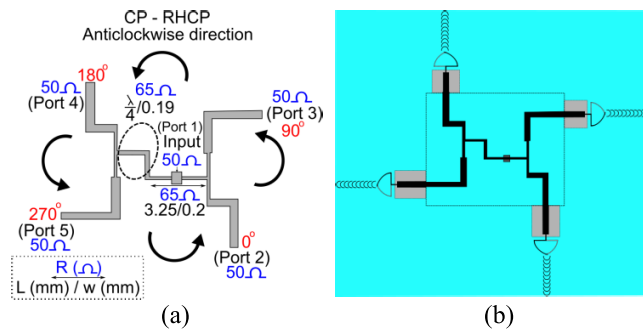 CP - RHCP
Anticlockwise direction
180°
50Ω
(Port 4)
65Ω
λ/4/0.19
(Port 1)
Input
50Ω
50Ω
(Port 3)
90°
65Ω
3.25/0.2
270°
(Port 5)
50Ω
0°
(Port 2)
50Ω
R (Ω)
L (mm) / w (mm)
(a)
(b)